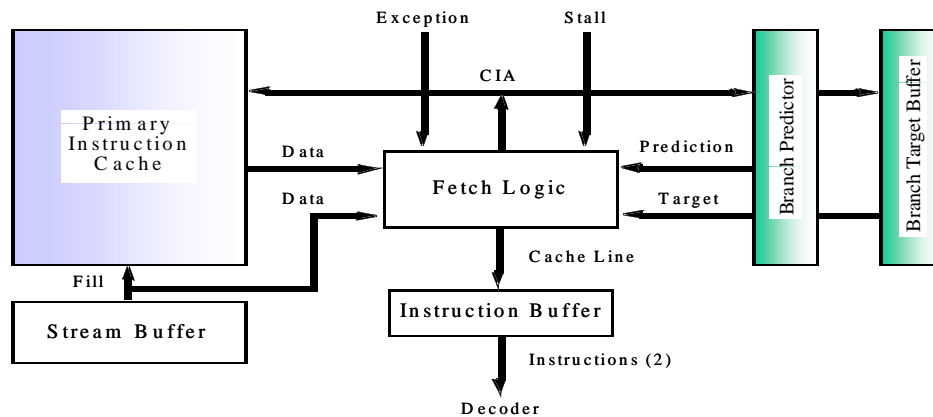 Exception
Stall
CIA
Primary
Instruction
Cache
Data
Data
Fetch Logic
Prediction
Target
Branch Predictor
Branch Target Buffer
Cache Line
Fill
Stream Buffer
Instruction Buffer
Instructions (2)
Decoder